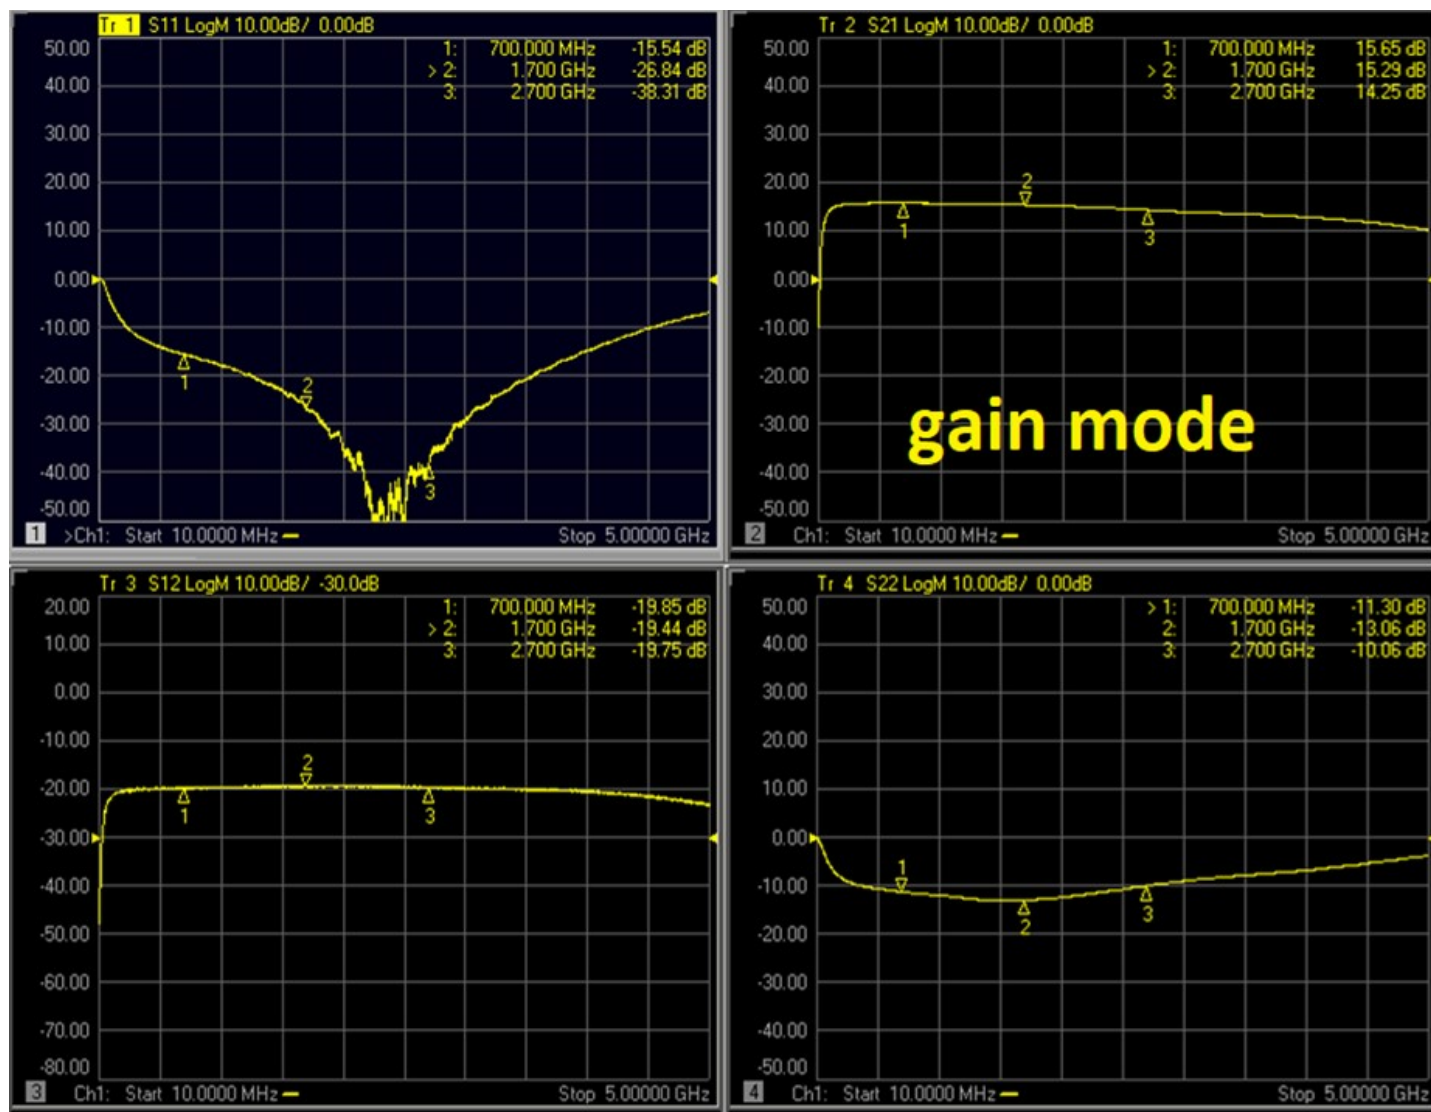 Tr 1 S11 LogM 10.00dB/ 0.00dB
50.00
40.00
30.00
20.00
10.00
0.00
-10.00
-20.00
-30.00
-40.00
-50.00
1: 700.000 MHz -15.54 dB
> 2: 1.700 GHz -26.84 dB
3: 2.700 GHz -38.31 dB
1
2
3
1 >Ch1: Start 10.0000 MHz Stop 5.00000 GHz
Tr 2 S21 LogM 10.00dB/ 0.00dB
50.00
40.00
30.00
20.00
10.00
0.00
-10.00
-20.00
-30.00
-40.00
-50.00
1: 700.000 MHz 15.65 dB
> 2: 1.700 GHz 15.29 dB
3: 2.700 GHz 14.25 dB
1
2
3
gain mode
2 Ch1: Start 10.0000 MHz Stop 5.00000 GHz
Tr 3 S12 LogM 10.00dB/ -30.0dB
20.00
10.00
0.00
-10.00
-20.00
-30.00
-40.00
-50.00
-60.00
-70.00
-80.00
1: 700.000 MHz -19.85 dB
> 2: 1.700 GHz -19.44 dB
3: 2.700 GHz -19.75 dB
1
2
3
3 Ch1: Start 10.0000 MHz Stop 5.00000 GHz
Tr 4 S22 LogM 10.00dB/ 0.00dB
50.00
40.00
30.00
20.00
10.00
0.00
-10.00
-20.00
-30.00
-40.00
-50.00
> 1: 700.000 MHz -11.30 dB
2: 1.700 GHz -13.06 dB
3: 2.700 GHz -10.06 dB
1
2
3
4 Ch1: Start 10.0000 MHz Stop 5.00000 GHz